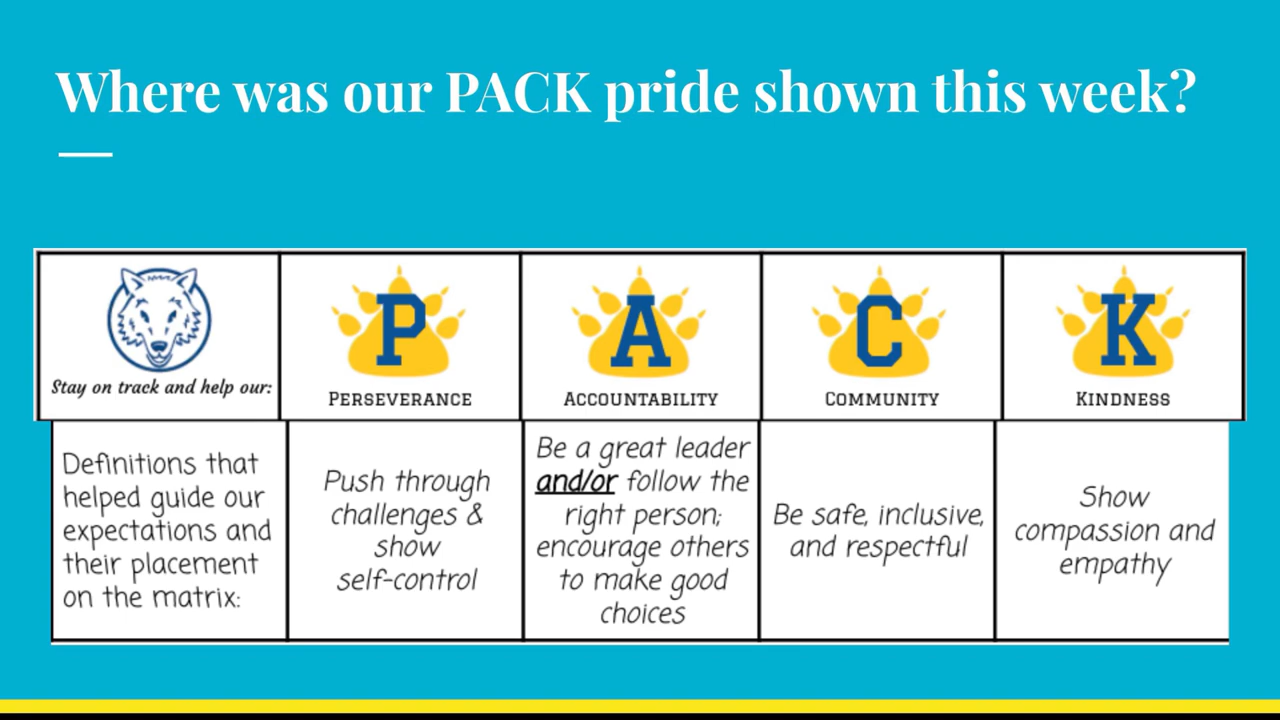 Where was our PACK pride shown this week?
Stay on track and help our:
P
PERSEVERANCE
A
ACCOUNTABILITY
C
COMMUNITY
K
KINDNESS
Definitions that
helped guide our
expectations and
their placement
on the matrix:
Push through
challenges &
show
self-control
Be a great leader
and/or follow the
right person;
encourage others
to make good
choices
Be safe, inclusive,
and respectful
Show
compassion and
empathy